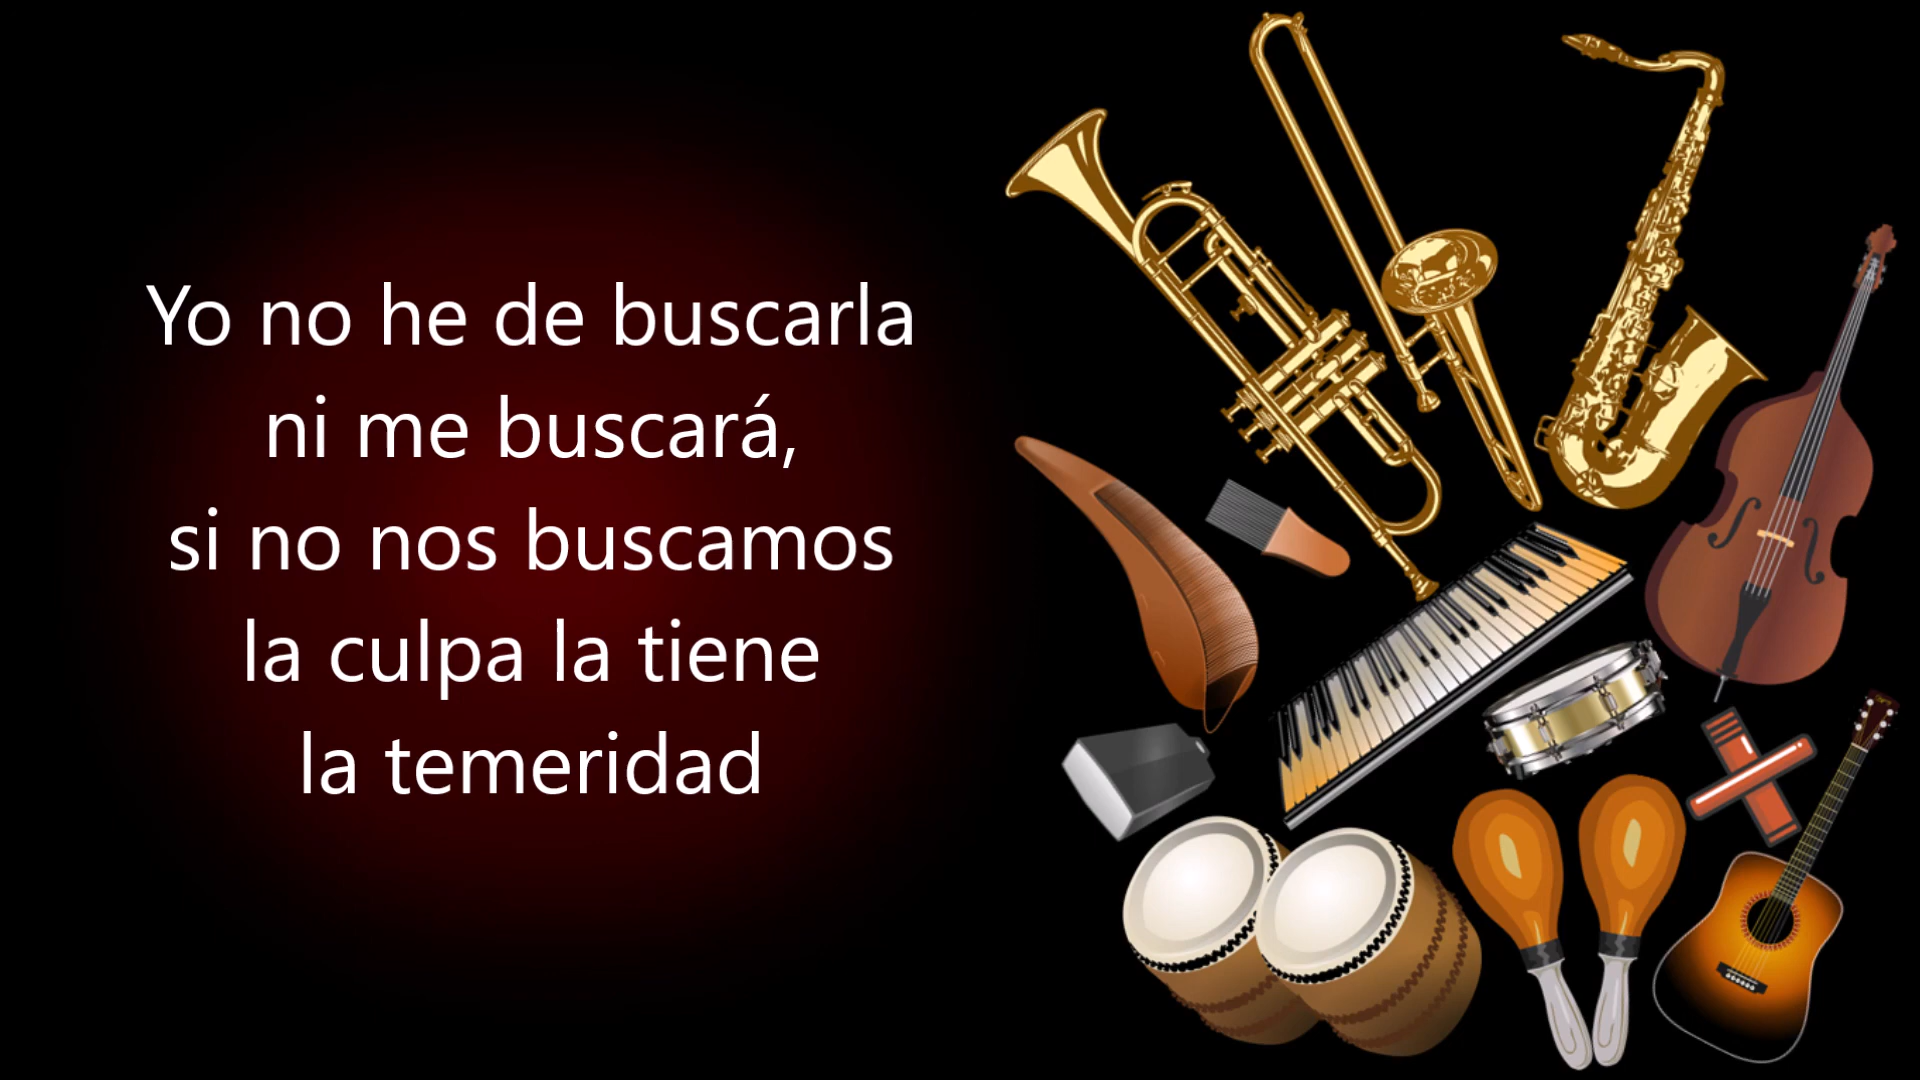 Yo no he de buscarla
ni me buscará,
si no nos buscamos
la culpa la tiene
la temeridad